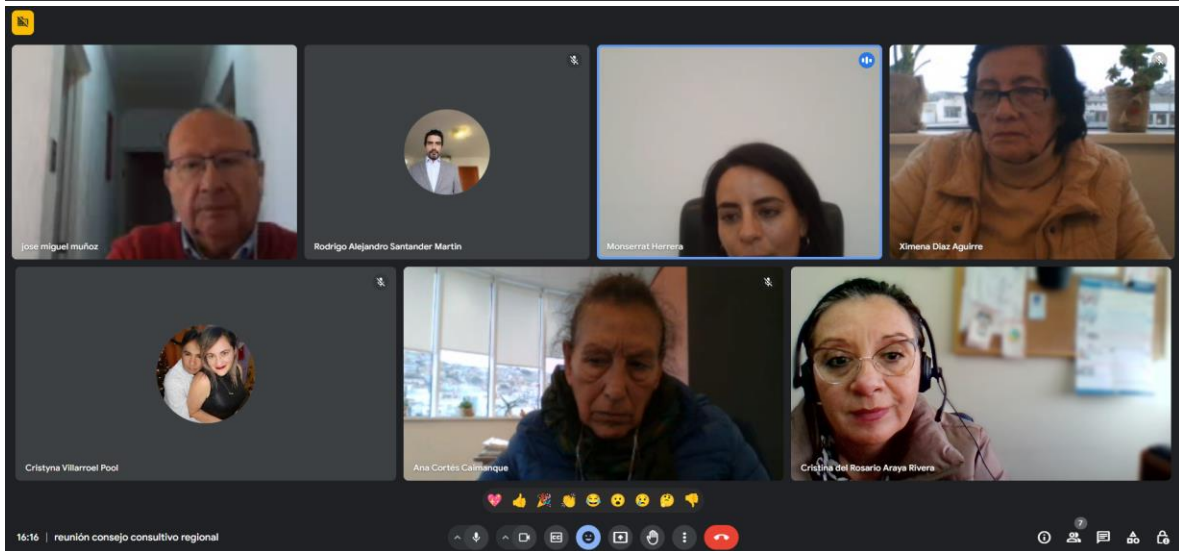 jose miguel muñoz
Rodrigo Alejandro Santander Martin
Monserrat Herrera
Ximena Diaz Aguirre
Cristyna Villarroel Pool
Ana Cortés Caimanque
Cristina del Rosario Araya Rivera
7
16:16 | reunión consejo consultivo regional